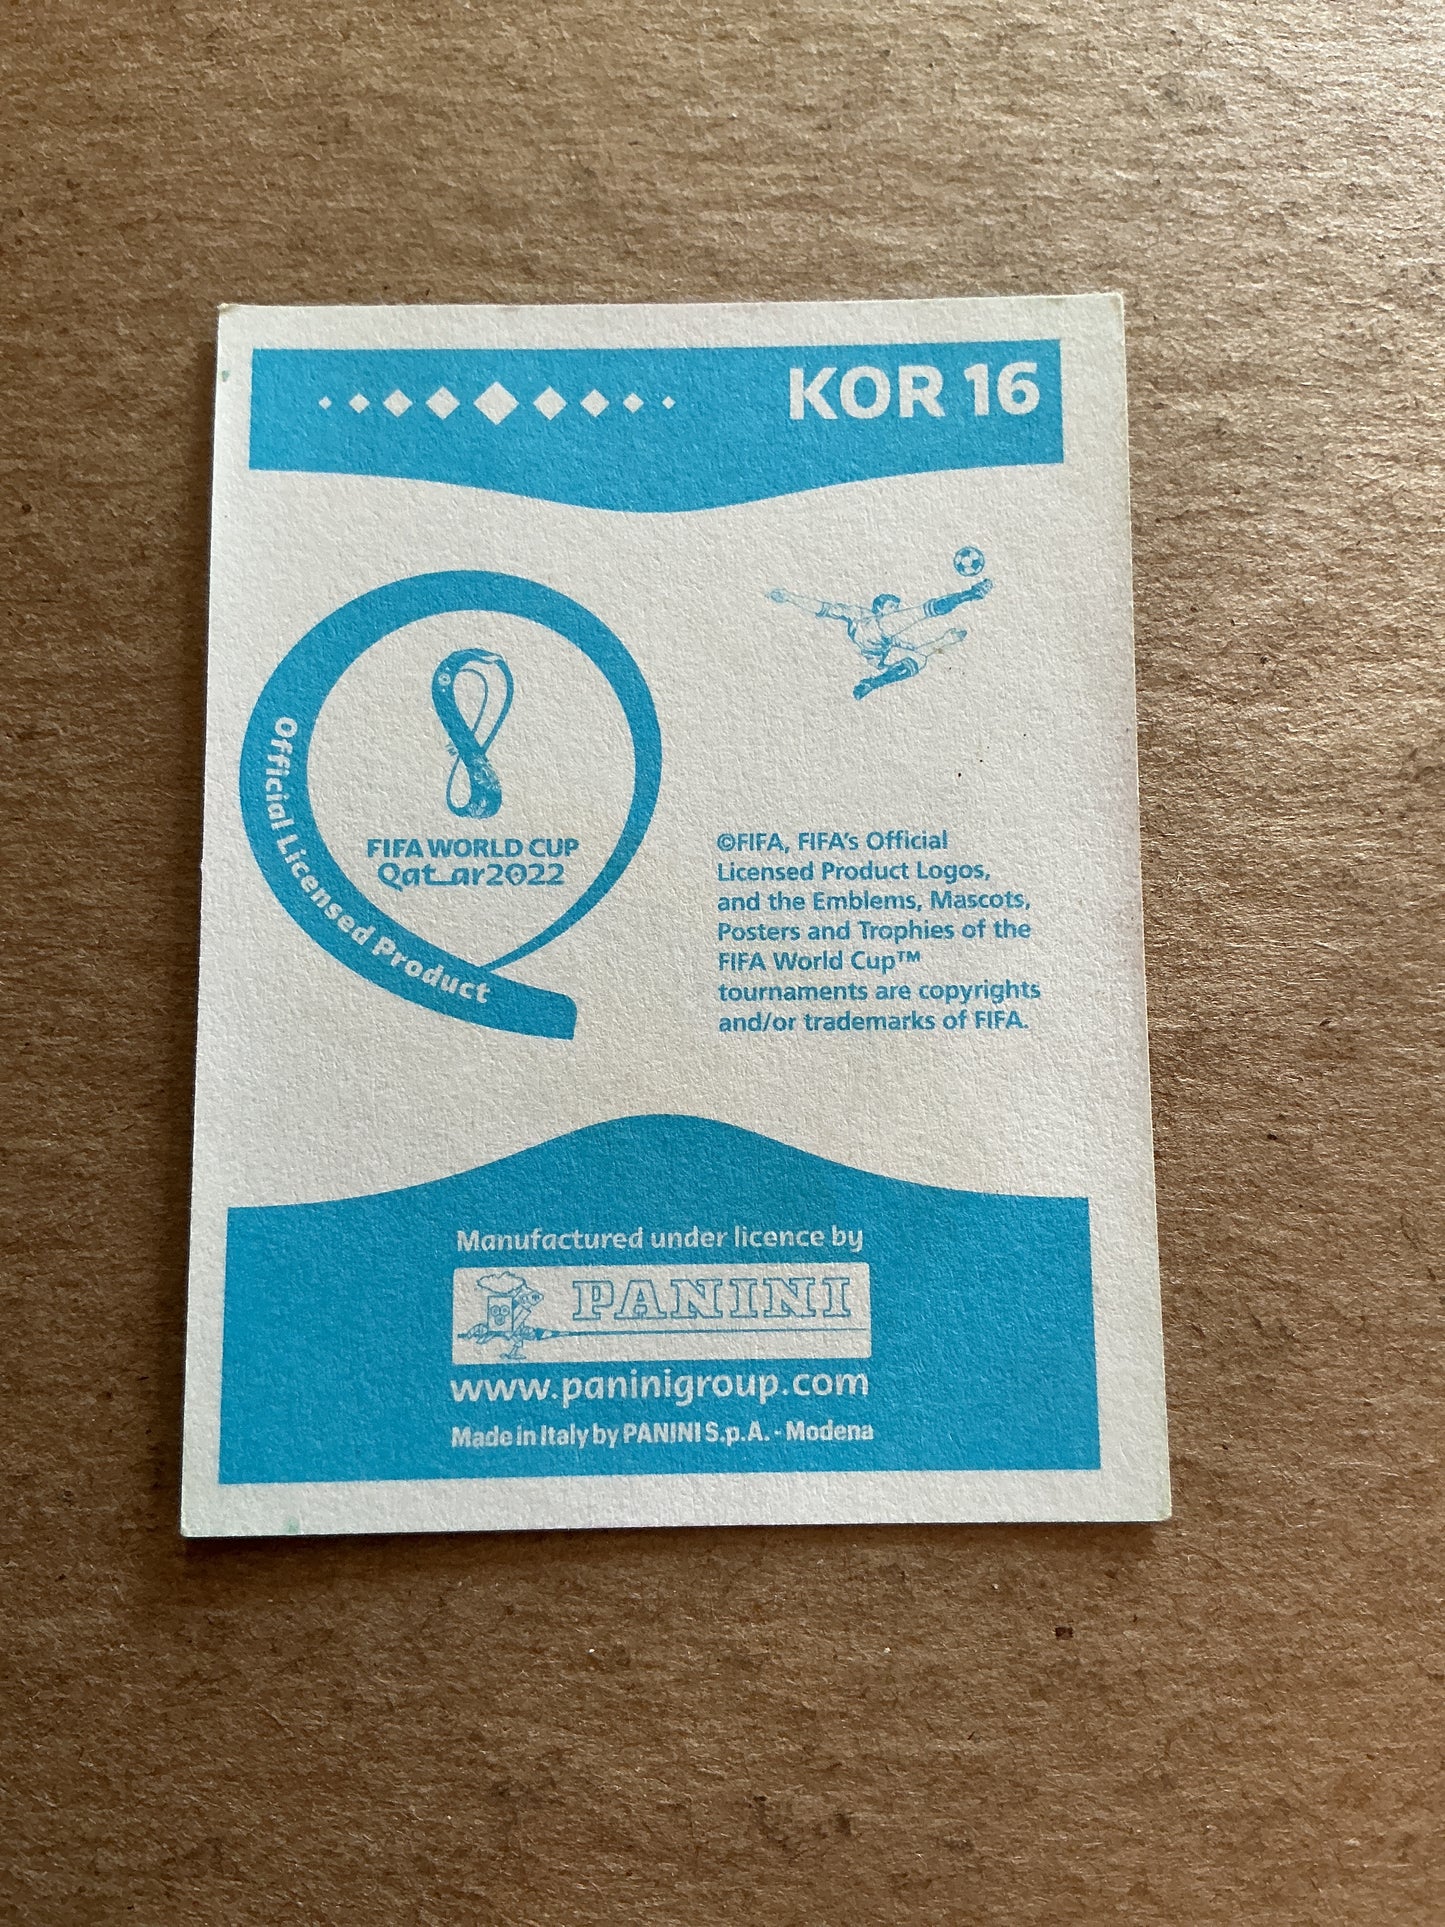 KOR 16
Official Licensed Product
FIFA WORLD CUP
Qatar2022
©FIFA, FIFA's Official
Licensed Product Logos,
and the Emblems, Mascots,
Posters and Trophies of the
FIFA World Cup™
tournaments are copyrights
and/or trademarks of FIFA.
Manufactured under licence by
PANINI
www.paninigroup.com
Made in Italy by PANINI S.p.A. - Modena